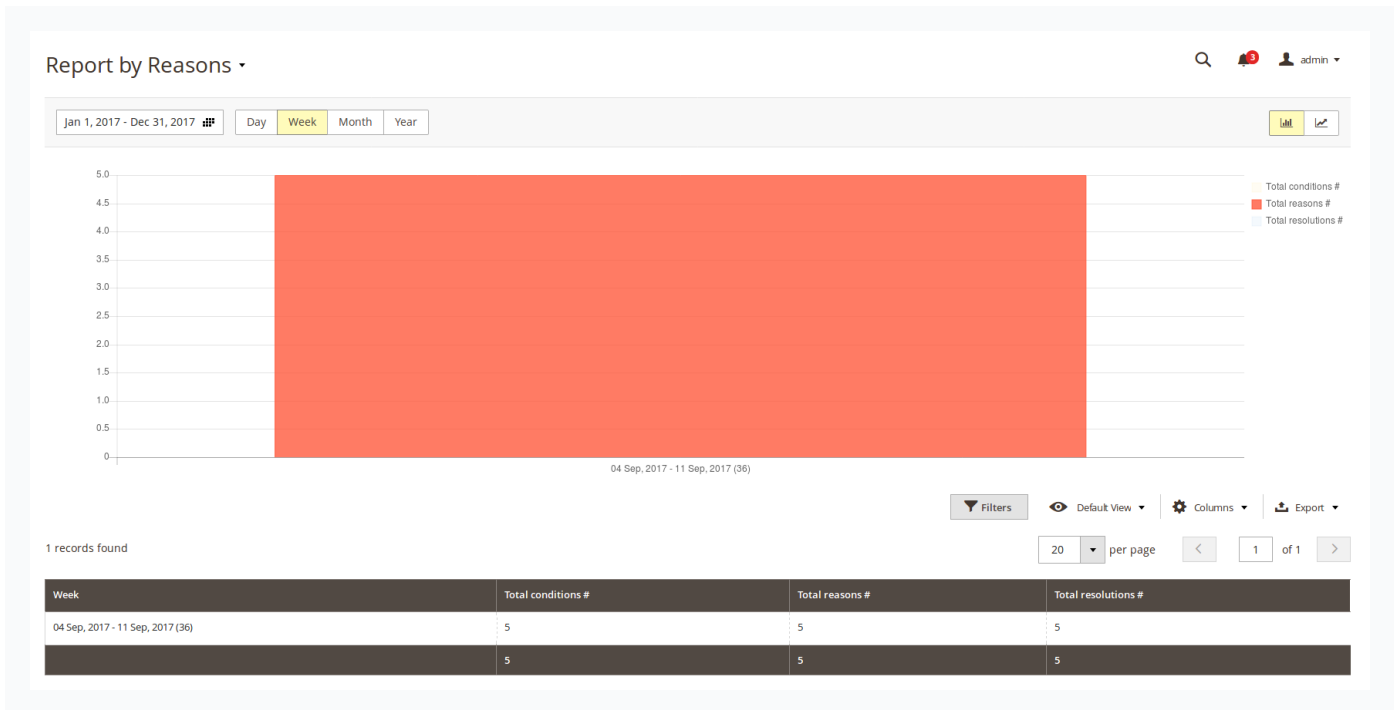 Report by Reasons
3
admin
Jan 1, 2017 - Dec 31, 2017
Day Week Month Year
5.0
4.5
4.0
3.5
3.0
2.5
2.0
1.5
1.0
0.5
0
04 Sep, 2017 - 11 Sep, 2017 (36)
Total conditions #
Total reasons #
Total resolutions #
Filters Default View Columns Export
1 records found
20 per page 1 of 1
Week Total conditions # Total reasons # Total resolutions #
04 Sep, 2017 - 11 Sep, 2017 (36) 5 5 5
5 5 5